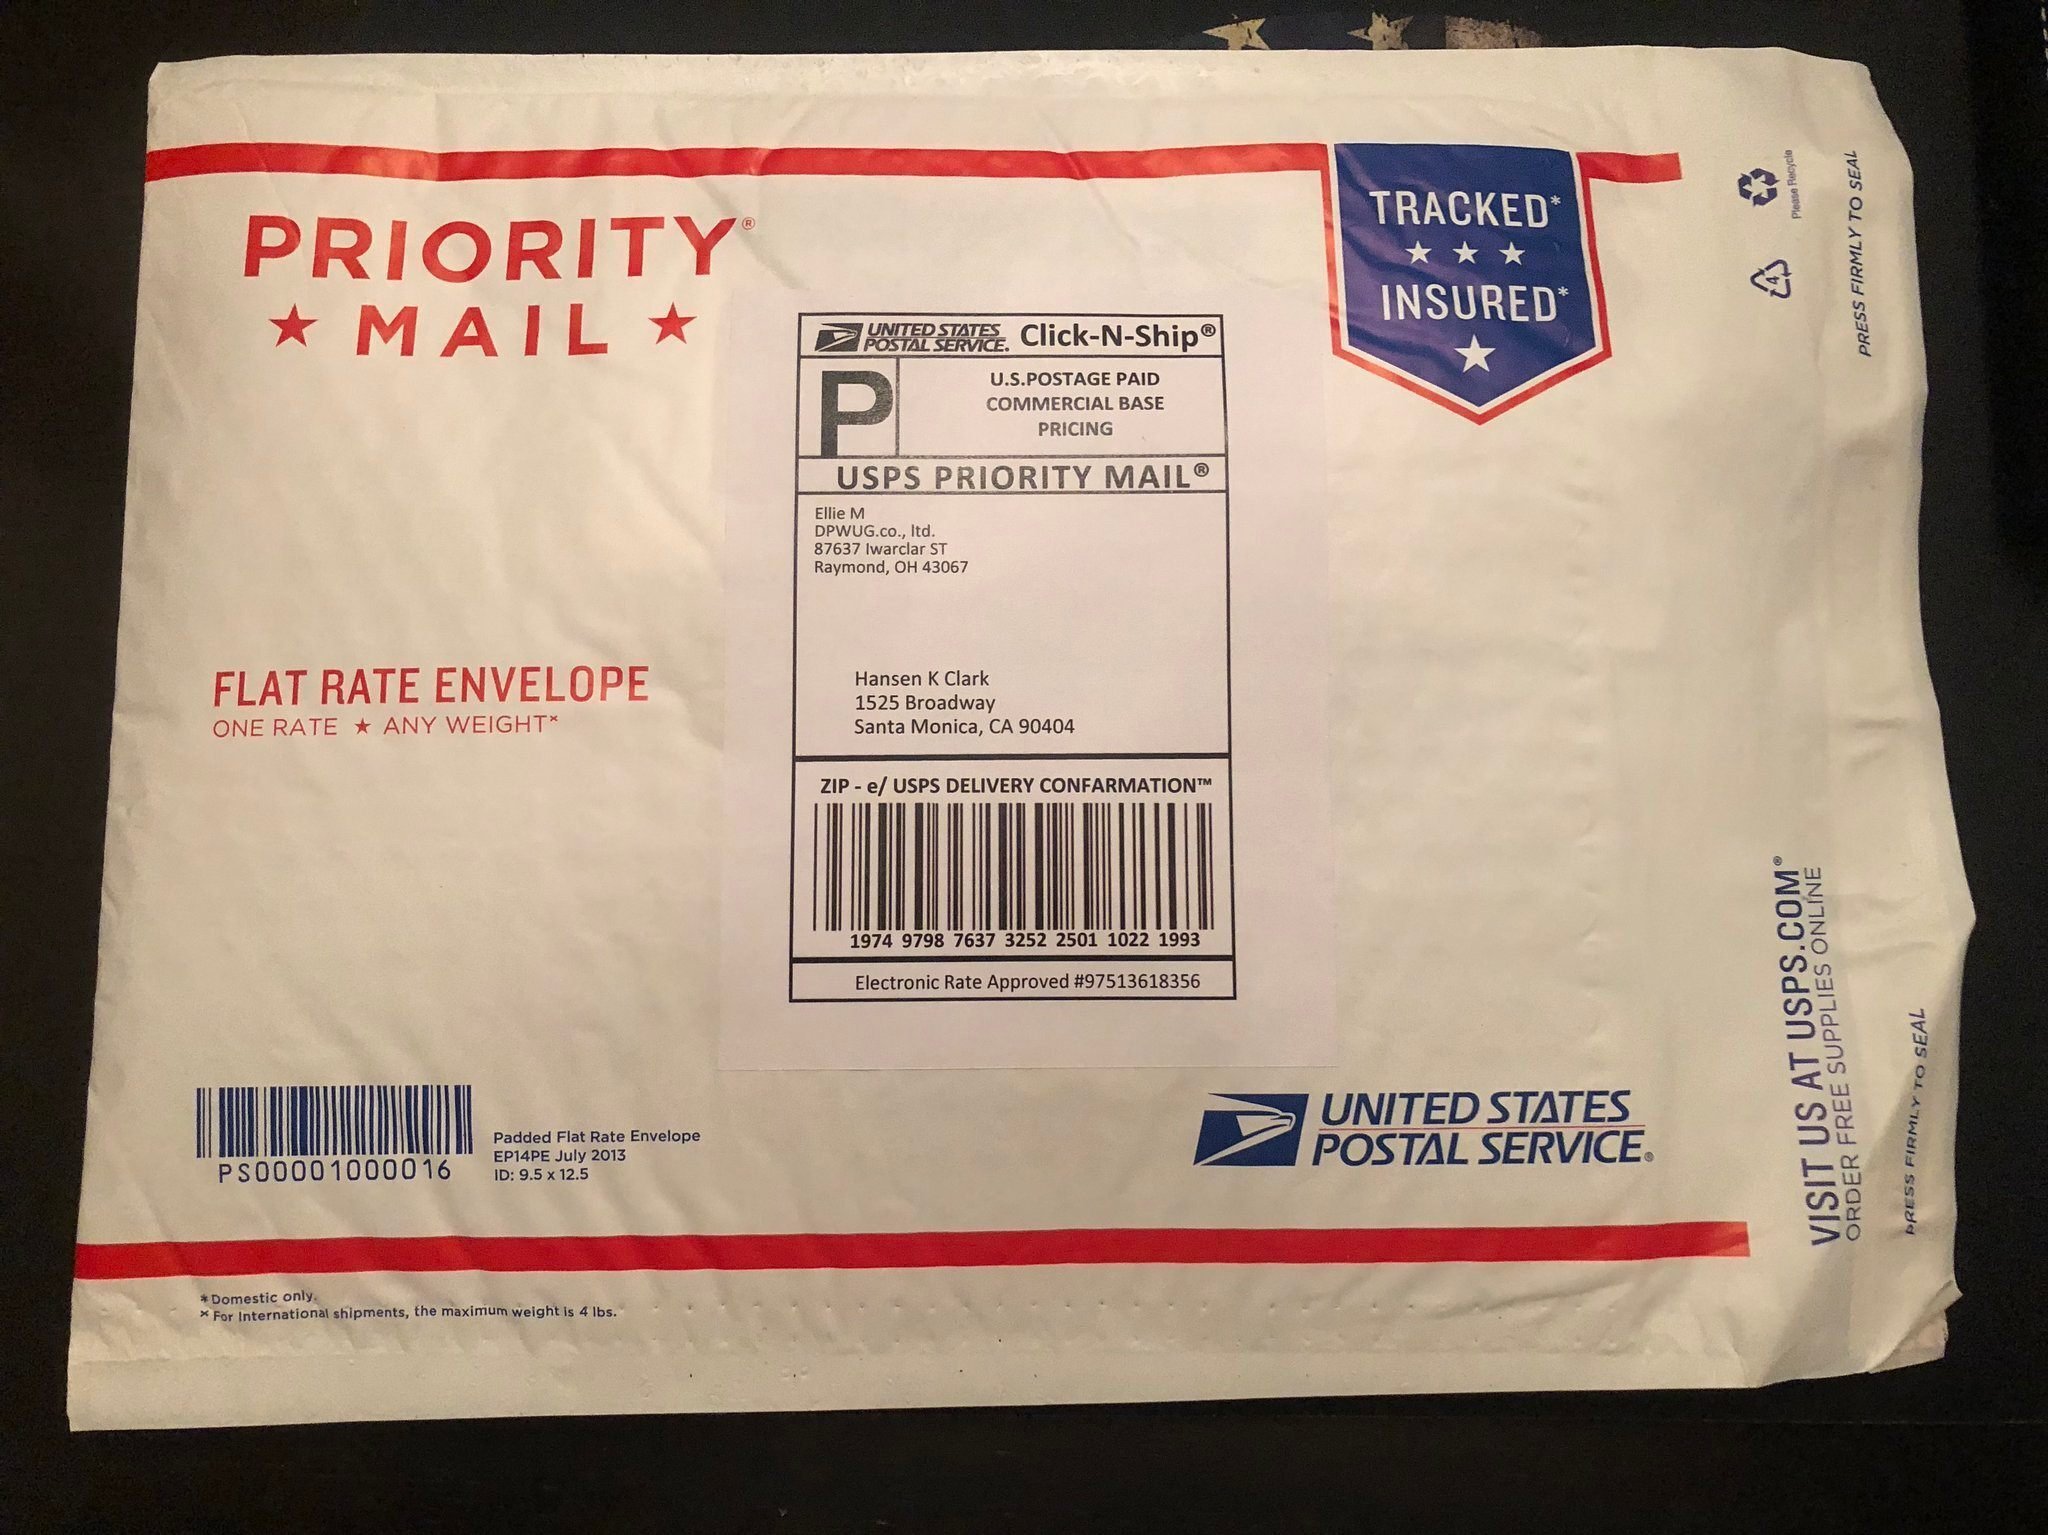 PRIORITY®
★ MAIL ★
TRACKED*
★ ★ ★
INSURED*
★
Please Recycle
4
PRESS FIRMLY TO SEAL
UNITED STATES
POSTAL SERVICE.
Click-N-Ship®
P
U.S.POSTAGE PAID
COMMERCIAL BASE
PRICING
USPS PRIORITY MAIL®
Ellie M
DPWUG.co., ltd.
87637 Iwarclar ST
Raymond, OH 43067
Hansen K Clark
1525 Broadway
Santa Monica, CA 90404
FLAT RATE ENVELOPE
ONE RATE ★ ANY WEIGHT*
ZIP - e/ USPS DELIVERY CONFARMATION™
1974 9798 7637 3252 2501 1022 1993
Electronic Rate Approved #97513618356
PS00001000016
Padded Flat Rate Envelope
EP14PE July 2013
ID: 9.5 x 12.5
UNITED STATES
POSTAL SERVICE®
VISIT US AT USPS.COM®
ORDER FREE SUPPLIES ONLINE
PRESS FIRMLY TO SEAL
*Domestic only.
× For International shipments, the maximum weight is 4 lbs.